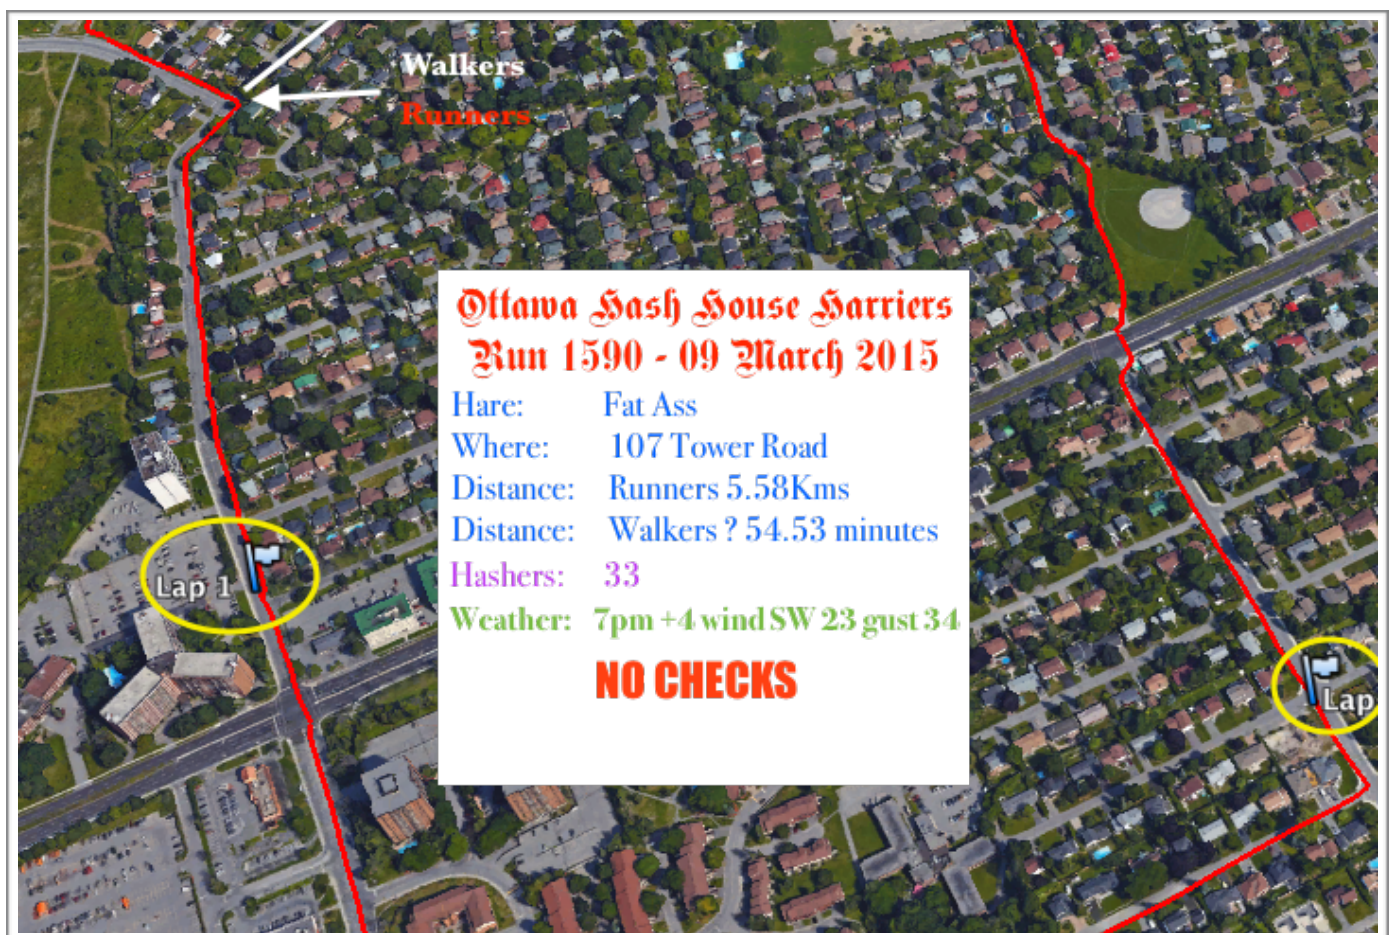 Walkers
Runners
Ottawa Hash House Harriers
Run 1590 - 09 March 2015
Hare: Fat Ass
Where: 107 Tower Road
Distance: Runners 5.58Kms
Distance: Walkers ? 54.53 minutes
Hashers: 33
Weather: 7pm +4 wind SW 23 gust 34
NO CHECKS
Lap 1
Lap